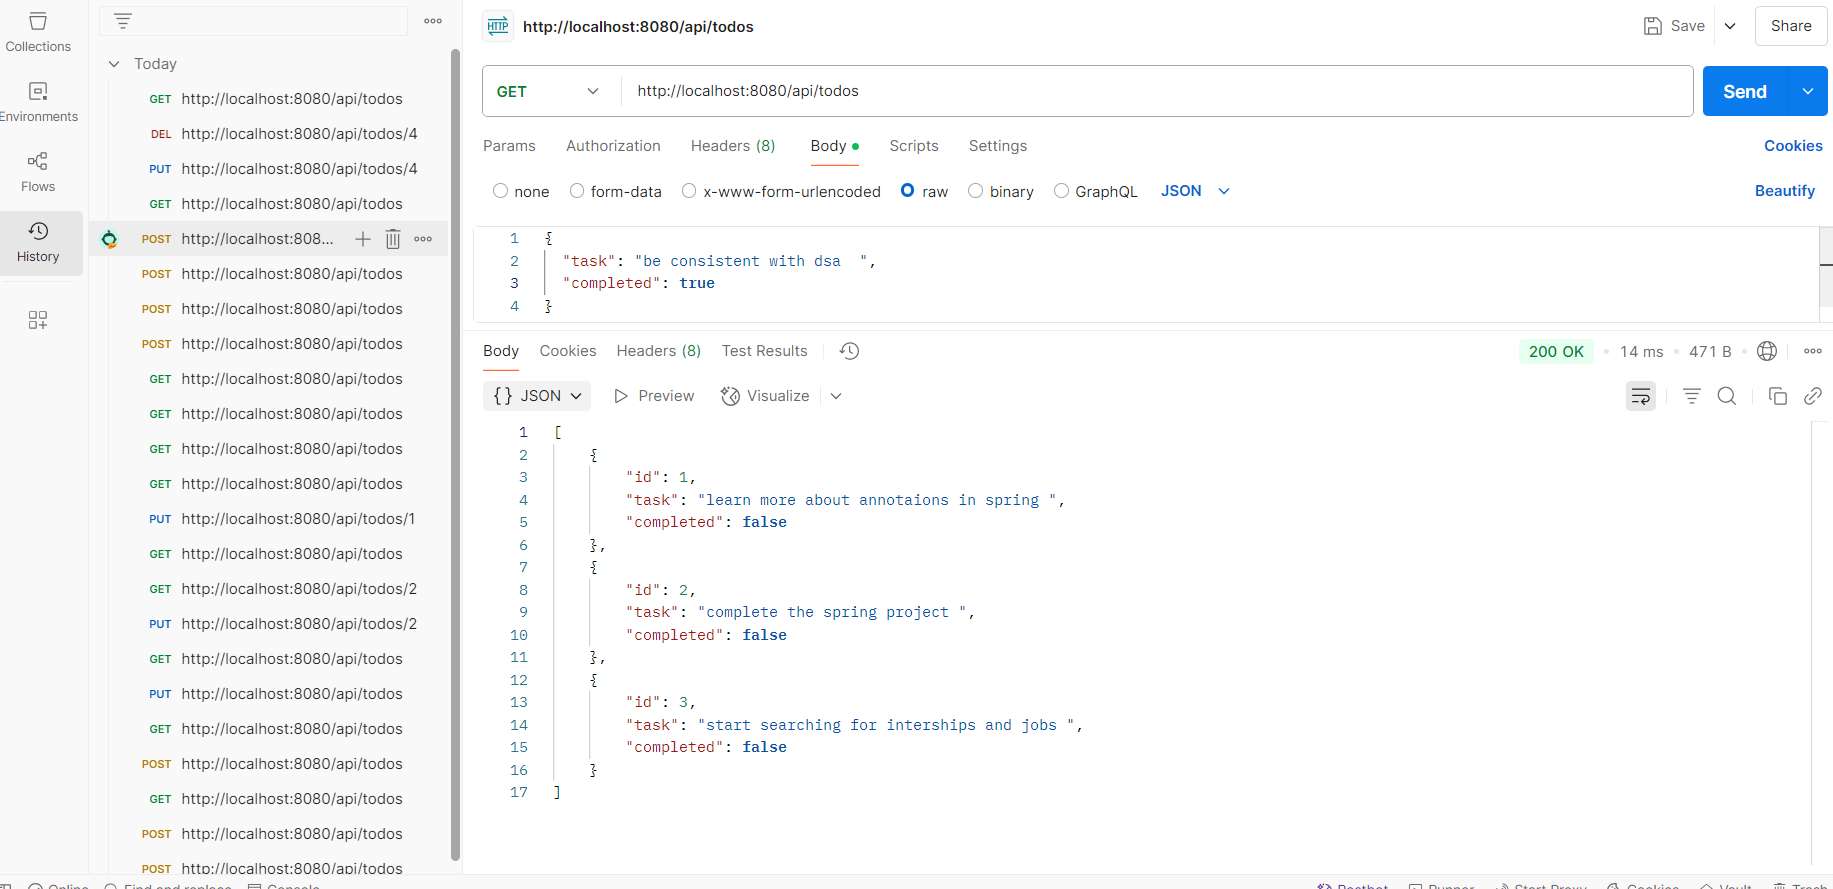 Collections
Environments
Flows
History
Today
GET http://localhost:8080/api/todos
DEL http://localhost:8080/api/todos/4
PUT http://localhost:8080/api/todos/4
GET http://localhost:8080/api/todos
POST http://localhost:808...
POST http://localhost:8080/api/todos
POST http://localhost:8080/api/todos
POST http://localhost:8080/api/todos
GET http://localhost:8080/api/todos
GET http://localhost:8080/api/todos
GET http://localhost:8080/api/todos
GET http://localhost:8080/api/todos
PUT http://localhost:8080/api/todos/1
GET http://localhost:8080/api/todos
GET http://localhost:8080/api/todos/2
PUT http://localhost:8080/api/todos/2
GET http://localhost:8080/api/todos
PUT http://localhost:8080/api/todos
GET http://localhost:8080/api/todos
POST http://localhost:8080/api/todos
GET http://localhost:8080/api/todos
POST http://localhost:8080/api/todos
POST http://localhost:8080/api/todos
HTTP http://localhost:8080/api/todos Save Share
GET http://localhost:8080/api/todos Send
Params Authorization Headers (8) Body Scripts Settings Cookies
none form-data x-www-form-urlencoded raw binary GraphQL JSON Beautify
1 {
2 "task": "be consistent with dsa  ",
3 "completed": true
4 }
Body Cookies Headers (8) Test Results 200 OK 14 ms 471 B
{} JSON Preview Visualize
1 [
2 {
3 "id": 1,
4 "task": "learn more about annotaions in spring ",
5 "completed": false
6 },
7 {
8 "id": 2,
9 "task": "complete the spring project ",
10 "completed": false
11 },
12 {
13 "id": 3,
14 "task": "start searching for interships and jobs ",
15 "completed": false
16 }
17 ]
Online Find and replace Console Postbot Runner Start Proxy Cookies Vault Trash